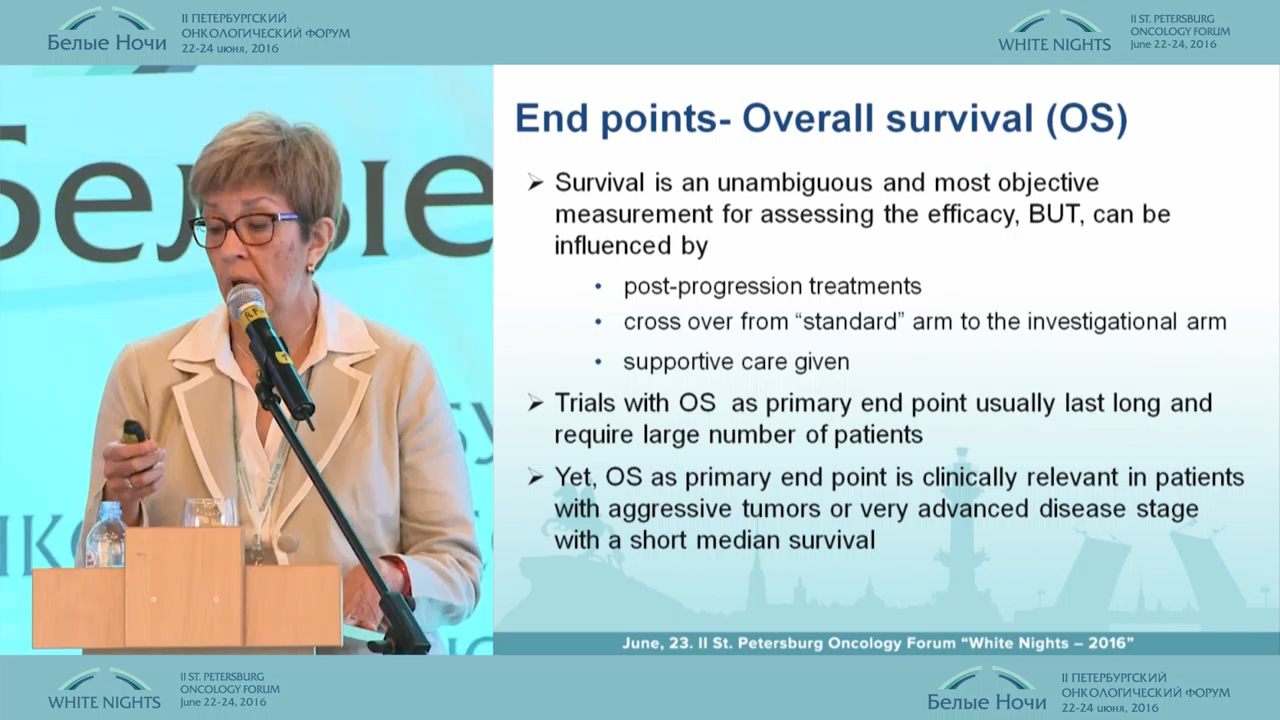 Белые Ночи
II ПЕТЕРБУРГСКИЙ
ОНКОЛОГИЧЕСКИЙ ФОРУМ
22-24 июня, 2016
WHITE NIGHTS
II ST. PETERSBURG
ONCOLOGY FORUM
June 22-24, 2016
Белые
End points- Overall survival (OS)
➢ Survival is an unambiguous and most objective
measurement for assessing the efficacy, BUT, can be
influenced by
• post-progression treatments
• cross over from “standard” arm to the investigational arm
• supportive care given
➢ Trials with OS as primary end point usually last long and
require large number of patients
➢ Yet, OS as primary end point is clinically relevant in patients
with aggressive tumors or very advanced disease stage
with a short median survival
June, 23. II St. Petersburg Oncology Forum “White Nights – 2016”
WHITE NIGHTS
II ST. PETERSBURG
ONCOLOGY FORUM
June 22-24, 2016
Белые Ночи
II ПЕТЕРБУРГСКИЙ
ОНКОЛОГИЧЕСКИЙ ФОРУМ
22-24 июня, 2016